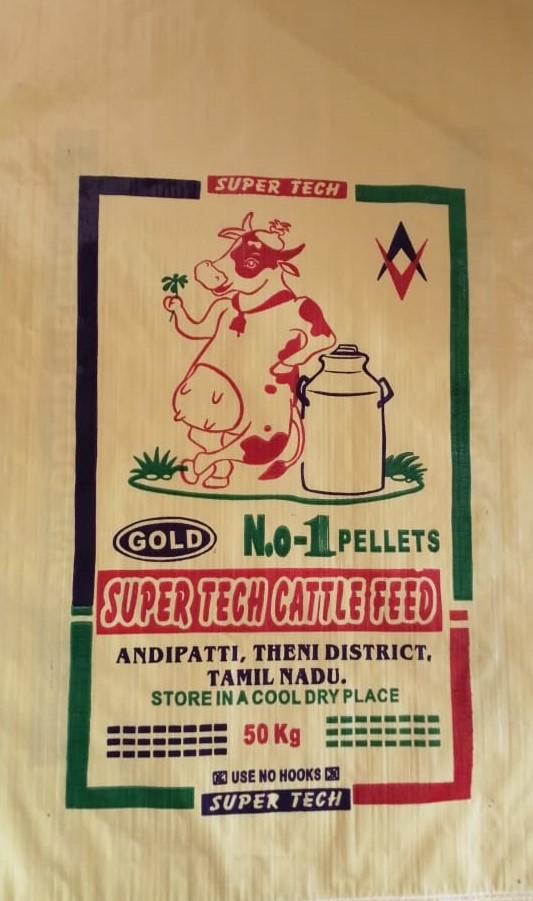 SUPER TECH
GOLD
N.o-1 PELLETS
SUPER TECH CATTLE FEED
ANDIPATTI, THENI DISTRICT,
TAMIL NADU.
STORE IN A COOL DRY PLACE
50 Kg
USE NO HOOKS
SUPER TECH